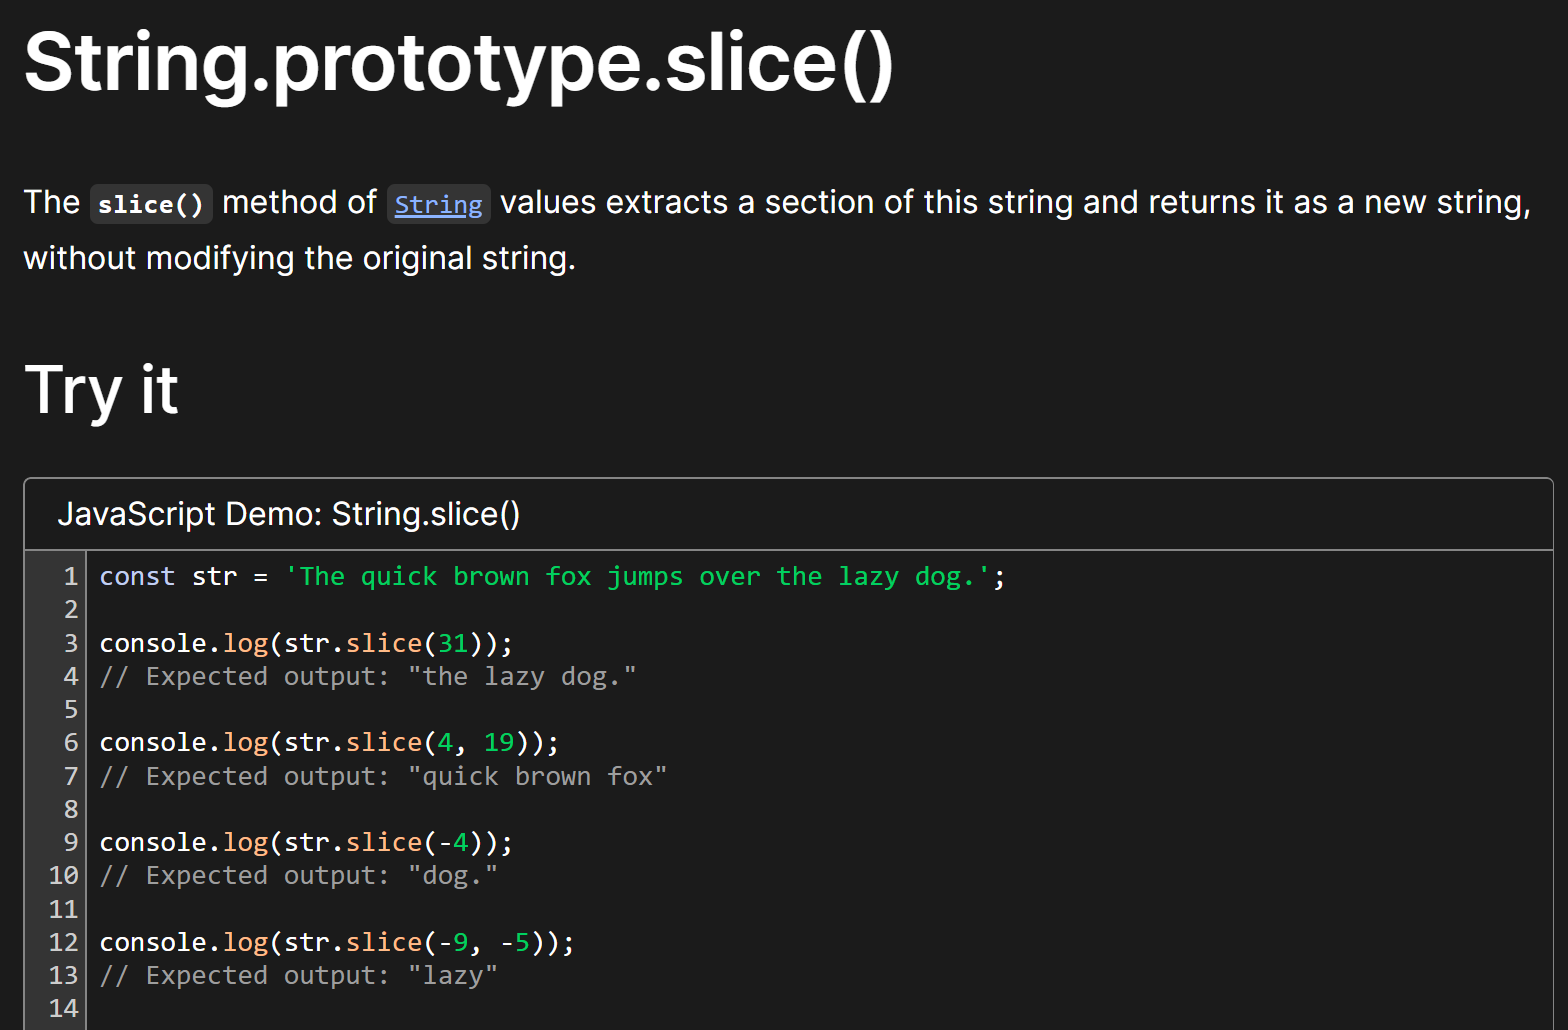 String.prototype.slice()
The slice() method of String values extracts a section of this string and returns it as a new string,
without modifying the original string.
Try it
JavaScript Demo: String.slice()
1 const str = 'The quick brown fox jumps over the lazy dog.';
2
3 console.log(str.slice(31));
4 // Expected output: "the lazy dog."
5
6 console.log(str.slice(4, 19));
7 // Expected output: "quick brown fox"
8
9 console.log(str.slice(-4));
10 // Expected output: "dog."
11
12 console.log(str.slice(-9, -5));
13 // Expected output: "lazy"
14